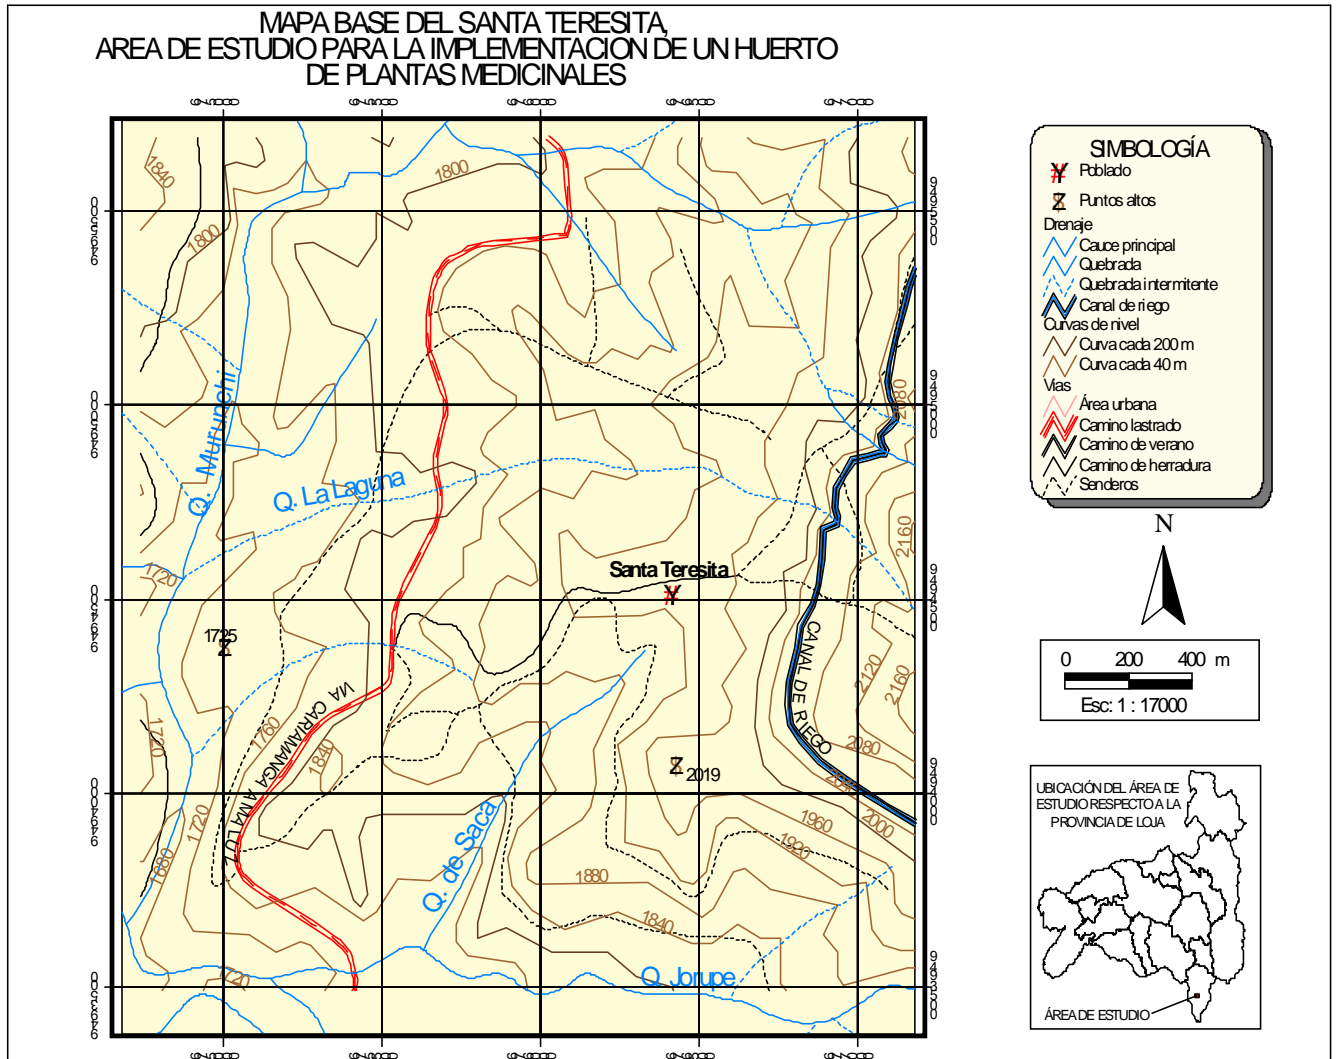 MAPA BASE DEL SANTA TERESITA,
AREA DE ESTUDIO PARA LA IMPLEMENTACION DE UN HUERTO
DE PLANTAS MEDICINALES
SIMBOLOGÍA
Poblado
Puntos altos
Drenaje
Cauce principal
Quebrada
Quebrada intermitente
Canal de riego
Curvas de nivel
Curva cada 200 m
Curva cada 40 m
Vias
Área urbana
Camino lastrado
Camino de verano
Camino de herradura
Senderos
N
0 200 400 m
Esc: 1 : 17000
UBICACIÓN DEL ÁREA DE
ESTUDIO RESPECTO A LA
PROVINCIA DE LOJA
ÁREA DE ESTUDIO
1840
1800
1800
Q. Murunchi
Q. La Laguna
2080
2160
1720
Santa Teresita
1725
CANAL DE RIEGO
2120
2160
VIA CARIAMANGA AMALUZ
1760
1720
1840
2080
2019
1720
1680
Q. de Saca
1960
2000
1920
1880
1840
1720
Q. Jorupe